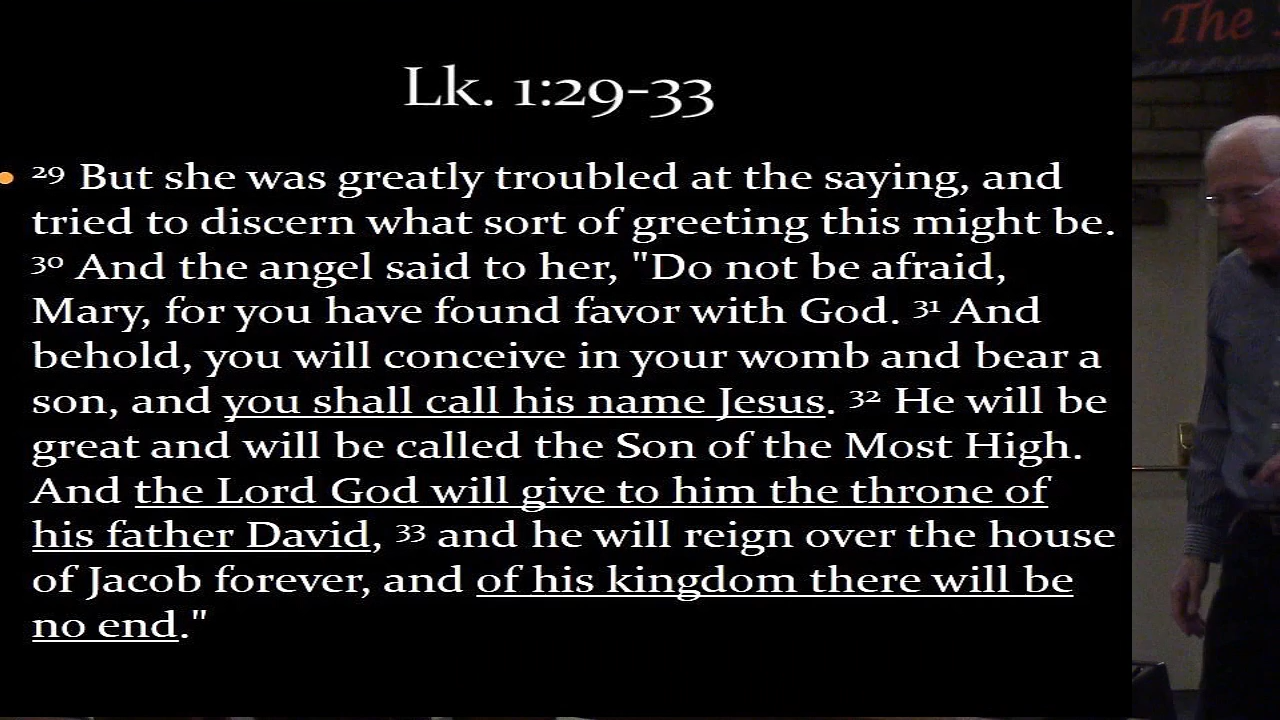 The
Lk. 1:29-33
• 29 But she was greatly troubled at the saying, and
tried to discern what sort of greeting this might be.
30 And the angel said to her, "Do not be afraid,
Mary, for you have found favor with God. 31 And
behold, you will conceive in your womb and bear a
son, and you shall call his name Jesus. 32 He will be
great and will be called the Son of the Most High.
And the Lord God will give to him the throne of
his father David, 33 and he will reign over the house
of Jacob forever, and of his kingdom there will be
no end."